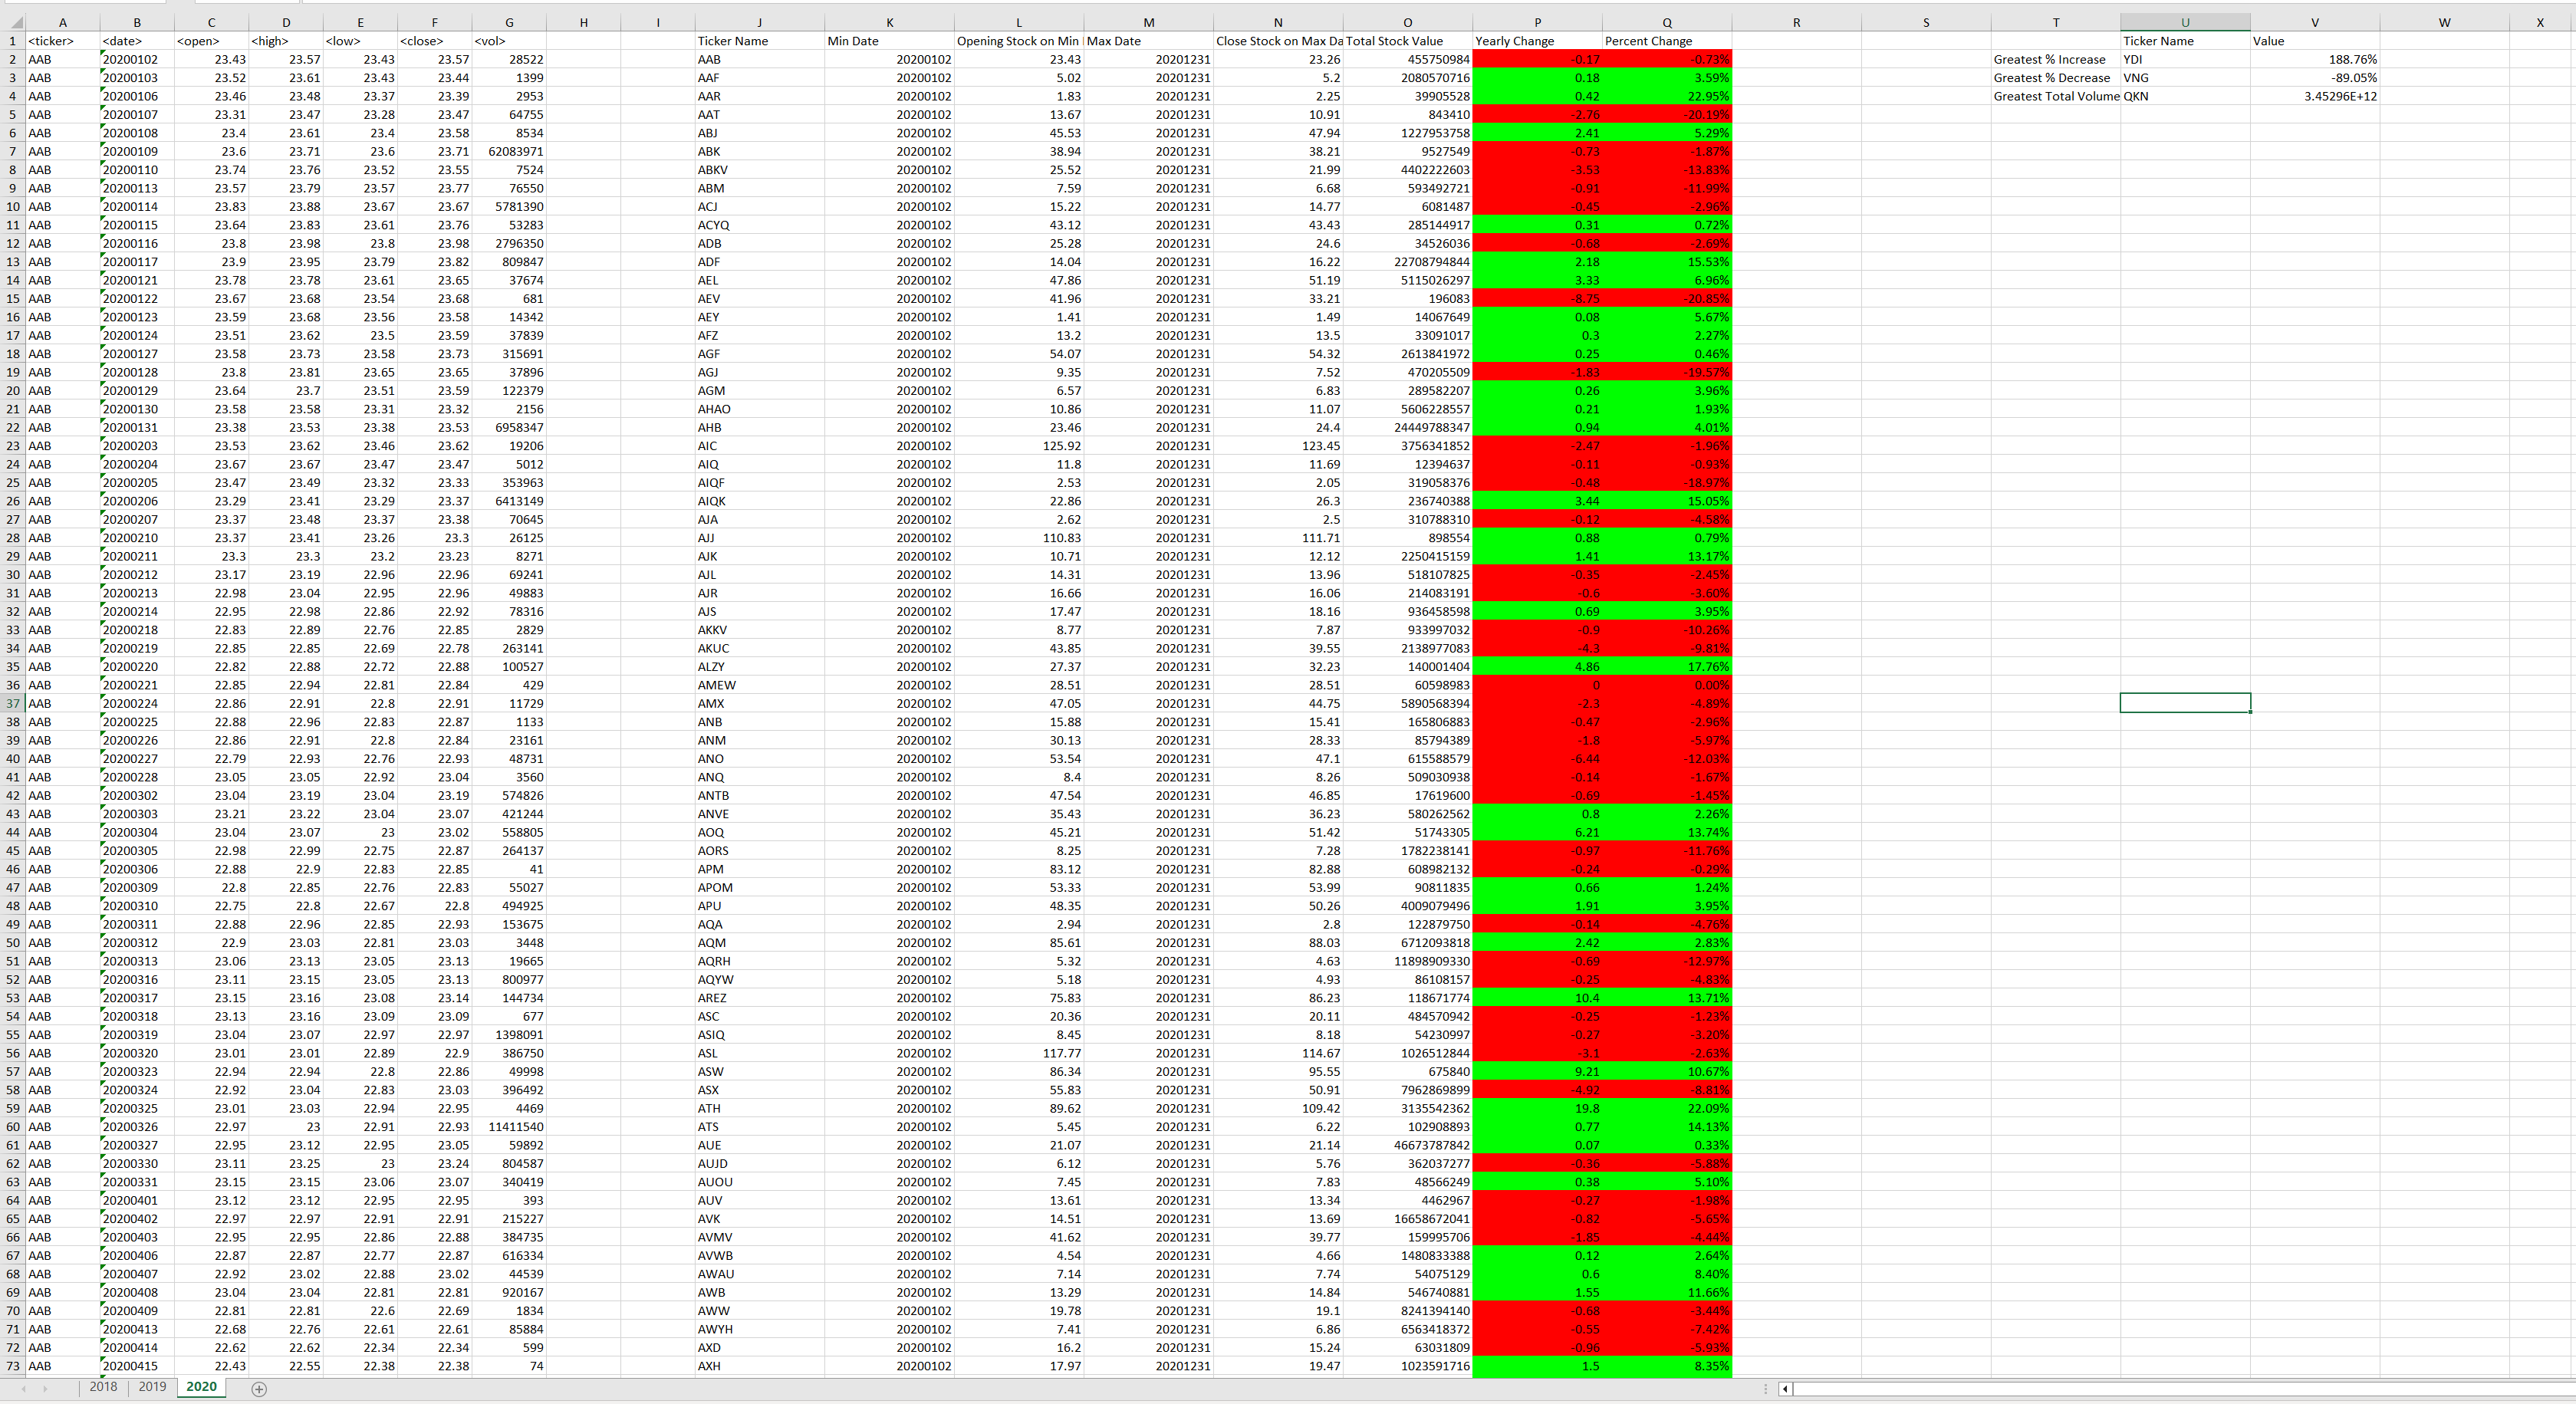 A B C D E F G H I J K L M N O P Q R S T U V W X
1 <ticker> <date> <open> <high> <low> <close> <vol> Ticker Name Min Date Opening Stock on Min Max Date Close Stock on Max Da Total Stock Value Yearly Change Percent Change Ticker Name Value
2 AAB 20200102 23.43 23.57 23.43 23.57 28522 AAB 20200102 23.43 20201231 23.26 455750984 -0.17 -0.73% Greatest % Increase YDI 188.76%
3 AAB 20200103 23.52 23.61 23.43 23.44 1399 AAF 20200102 5.02 20201231 5.2 2080570716 0.18 3.59% Greatest % Decrease VNG -89.05%
4 AAB 20200106 23.46 23.48 23.37 23.39 2953 AAR 20200102 1.83 20201231 2.25 39905528 0.42 22.95% Greatest Total Volume QKN 3.45296E+12
5 AAB 20200107 23.31 23.47 23.28 23.47 64755 AAT 20200102 13.67 20201231 10.91 843410 -2.76 -20.19%
6 AAB 20200108 23.4 23.61 23.4 23.58 8534 ABJ 20200102 45.53 20201231 47.94 1227953758 2.41 5.29%
7 AAB 20200109 23.6 23.71 23.6 23.71 62083971 ABK 20200102 38.94 20201231 38.21 9527549 -0.73 -1.87%
8 AAB 20200110 23.74 23.76 23.52 23.55 7524 ABKV 20200102 25.52 20201231 21.99 4402222603 -3.53 -13.83%
9 AAB 20200113 23.57 23.79 23.57 23.77 76550 ABM 20200102 7.59 20201231 6.68 593492721 -0.91 -11.99%
10 AAB 20200114 23.83 23.88 23.67 23.67 5781390 ACJ 20200102 15.22 20201231 14.77 6081487 -0.45 -2.96%
11 AAB 20200115 23.64 23.83 23.61 23.76 53283 ACYQ 20200102 43.12 20201231 43.43 285144917 0.31 0.72%
12 AAB 20200116 23.8 23.98 23.8 23.98 2796350 ADB 20200102 25.28 20201231 24.6 34526036 -0.68 -2.69%
13 AAB 20200117 23.9 23.95 23.79 23.82 809847 ADF 20200102 14.04 20201231 16.22 22708794844 2.18 15.53%
14 AAB 20200121 23.78 23.78 23.61 23.65 37674 AEL 20200102 47.86 20201231 51.19 5115026297 3.33 6.96%
15 AAB 20200122 23.67 23.68 23.54 23.68 681 AEV 20200102 41.96 20201231 33.21 196083 -8.75 -20.85%
16 AAB 20200123 23.59 23.68 23.56 23.58 14342 AEY 20200102 1.41 20201231 1.49 14067649 0.08 5.67%
17 AAB 20200124 23.51 23.62 23.5 23.59 37839 AFZ 20200102 13.2 20201231 13.5 33091017 0.3 2.27%
18 AAB 20200127 23.58 23.73 23.58 23.73 315691 AGF 20200102 54.07 20201231 54.32 2613841972 0.25 0.46%
19 AAB 20200128 23.8 23.81 23.65 23.65 37896 AGJ 20200102 9.35 20201231 7.52 470205509 -1.83 -19.57%
20 AAB 20200129 23.64 23.7 23.51 23.59 122379 AGM 20200102 6.57 20201231 6.83 289582207 0.26 3.96%
21 AAB 20200130 23.58 23.58 23.31 23.32 2156 AHAO 20200102 10.86 20201231 11.07 5606228557 0.21 1.93%
22 AAB 20200131 23.38 23.53 23.38 23.53 6958347 AHB 20200102 23.46 20201231 24.4 24449788347 0.94 4.01%
23 AAB 20200203 23.53 23.62 23.46 23.62 19206 AIC 20200102 125.92 20201231 123.45 3756341852 -2.47 -1.96%
24 AAB 20200204 23.67 23.67 23.47 23.47 5012 AIQ 20200102 11.8 20201231 11.69 12394637 -0.11 -0.93%
25 AAB 20200205 23.47 23.49 23.32 23.33 353963 AIQF 20200102 2.53 20201231 2.05 319058376 -0.48 -18.97%
26 AAB 20200206 23.29 23.41 23.29 23.37 6413149 AIQK 20200102 22.86 20201231 26.3 236740388 3.44 15.05%
27 AAB 20200207 23.37 23.48 23.37 23.38 70645 AJA 20200102 2.62 20201231 2.5 310788310 -0.12 -4.58%
28 AAB 20200210 23.37 23.41 23.26 23.3 26125 AJJ 20200102 110.83 20201231 111.71 898554 0.88 0.79%
29 AAB 20200211 23.3 23.3 23.2 23.23 8271 AJK 20200102 10.71 20201231 12.12 2250415159 1.41 13.17%
30 AAB 20200212 23.17 23.19 22.96 22.96 69241 AJL 20200102 14.31 20201231 13.96 518107825 -0.35 -2.45%
31 AAB 20200213 22.98 23.04 22.95 22.96 49883 AJR 20200102 16.66 20201231 16.06 214083191 -0.6 -3.60%
32 AAB 20200214 22.95 22.98 22.86 22.92 78316 AJS 20200102 17.47 20201231 18.16 936458598 0.69 3.95%
33 AAB 20200218 22.83 22.89 22.76 22.85 2829 AKKV 20200102 8.77 20201231 7.87 933997032 -0.9 -10.26%
34 AAB 20200219 22.85 22.85 22.69 22.78 263141 AKUC 20200102 43.85 20201231 39.55 2138977083 -4.3 -9.81%
35 AAB 20200220 22.82 22.88 22.72 22.88 100527 ALZY 20200102 27.37 20201231 32.23 140001404 4.86 17.76%
36 AAB 20200221 22.85 22.94 22.81 22.84 429 AMEW 20200102 28.51 20201231 28.51 60598983 0 0.00%
37 AAB 20200224 22.86 22.91 22.8 22.91 11729 AMX 20200102 47.05 20201231 44.75 5890568394 -2.3 -4.89%
38 AAB 20200225 22.88 22.96 22.83 22.87 1133 ANB 20200102 15.88 20201231 15.41 165806883 -0.47 -2.96%
39 AAB 20200226 22.86 22.91 22.8 22.84 23161 ANM 20200102 30.13 20201231 28.33 85794389 -1.8 -5.97%
40 AAB 20200227 22.79 22.93 22.76 22.93 48731 ANO 20200102 53.54 20201231 47.1 615588579 -6.44 -12.03%
41 AAB 20200228 23.05 23.05 22.92 23.04 3560 ANQ 20200102 8.4 20201231 8.26 509030938 -0.14 -1.67%
42 AAB 20200302 23.04 23.19 23.04 23.19 574826 ANTB 20200102 47.54 20201231 46.85 17619600 -0.69 -1.45%
43 AAB 20200303 23.21 23.22 23.04 23.07 421244 ANVE 20200102 35.43 20201231 36.23 580262562 0.8 2.26%
44 AAB 20200304 23.04 23.07 23 23.02 558805 AOQ 20200102 45.21 20201231 51.42 51743305 6.21 13.74%
45 AAB 20200305 22.98 22.99 22.75 22.87 264137 AORS 20200102 8.25 20201231 7.28 1782238141 -0.97 -11.76%
46 AAB 20200306 22.88 22.9 22.83 22.85 41 APM 20200102 83.12 20201231 82.88 608982132 -0.24 -0.29%
47 AAB 20200309 22.8 22.85 22.76 22.83 55027 APOM 20200102 53.33 20201231 53.99 90811835 0.66 1.24%
48 AAB 20200310 22.75 22.8 22.67 22.8 494925 APU 20200102 48.35 20201231 50.26 4009079496 1.91 3.95%
49 AAB 20200311 22.88 22.96 22.85 22.93 153675 AQA 20200102 2.94 20201231 2.8 122879750 -0.14 -4.76%
50 AAB 20200312 22.9 23.03 22.81 23.03 3448 AQM 20200102 85.61 20201231 88.03 6712093818 2.42 2.83%
51 AAB 20200313 23.06 23.13 23.05 23.13 19665 AQRH 20200102 5.32 20201231 4.63 11898909330 -0.69 -12.97%
52 AAB 20200316 23.11 23.15 23.05 23.13 800977 AQYW 20200102 5.18 20201231 4.93 86108157 -0.25 -4.83%
53 AAB 20200317 23.15 23.16 23.08 23.14 144734 AREZ 20200102 75.83 20201231 86.23 118671774 10.4 13.71%
54 AAB 20200318 23.13 23.16 23.09 23.09 677 ASC 20200102 20.36 20201231 20.11 484570942 -0.25 -1.23%
55 AAB 20200319 23.04 23.07 22.97 22.97 1398091 ASIQ 20200102 8.45 20201231 8.18 54230997 -0.27 -3.20%
56 AAB 20200320 23.01 23.01 22.89 22.9 386750 ASL 20200102 117.77 20201231 114.67 1026512844 -3.1 -2.63%
57 AAB 20200323 22.94 22.94 22.8 22.86 49998 ASW 20200102 86.34 20201231 95.55 675840 9.21 10.67%
58 AAB 20200324 22.92 23.04 22.83 23.03 396492 ASX 20200102 55.83 20201231 50.91 7962869899 -4.92 -8.81%
59 AAB 20200325 23.01 23.03 22.94 22.95 4469 ATH 20200102 89.62 20201231 109.42 3135542362 19.8 22.09%
60 AAB 20200326 22.97 23 22.91 22.93 11411540 ATS 20200102 5.45 20201231 6.22 102908893 0.77 14.13%
61 AAB 20200327 22.95 23.12 22.95 23.05 59892 AUE 20200102 21.07 20201231 21.14 46673787842 0.07 0.33%
62 AAB 20200330 23.11 23.25 23 23.24 804587 AUJD 20200102 6.12 20201231 5.76 362037277 -0.36 -5.88%
63 AAB 20200331 23.15 23.15 23.06 23.07 340419 AUOU 20200102 7.45 20201231 7.83 48566249 0.38 5.10%
64 AAB 20200401 23.12 23.12 22.95 22.95 393 AUV 20200102 13.61 20201231 13.34 4462967 -0.27 -1.98%
65 AAB 20200402 22.97 22.97 22.91 22.91 215227 AVK 20200102 14.51 20201231 13.69 16658672041 -0.82 -5.65%
66 AAB 20200403 22.95 22.95 22.86 22.88 384735 AVMV 20200102 41.62 20201231 39.77 159995706 -1.85 -4.44%
67 AAB 20200406 22.87 22.87 22.77 22.87 616334 AVWB 20200102 4.54 20201231 4.66 1480833388 0.12 2.64%
68 AAB 20200407 22.92 23.02 22.88 23.02 44539 AWAU 20200102 7.14 20201231 7.74 54075129 0.6 8.40%
69 AAB 20200408 23.04 23.04 22.81 22.81 920167 AWB 20200102 13.29 20201231 14.84 546740881 1.55 11.66%
70 AAB 20200409 22.81 22.81 22.6 22.69 1834 AWW 20200102 19.78 20201231 19.1 8241394140 -0.68 -3.44%
71 AAB 20200413 22.68 22.76 22.61 22.61 85884 AWYH 20200102 7.41 20201231 6.86 6563418372 -0.55 -7.42%
72 AAB 20200414 22.62 22.62 22.34 22.34 599 AXD 20200102 16.2 20201231 15.24 63031809 -0.96 -5.93%
73 AAB 20200415 22.43 22.55 22.38 22.38 74 AXH 20200102 17.97 20201231 19.47 1023591716 1.5 8.35%
2018 2019 2020